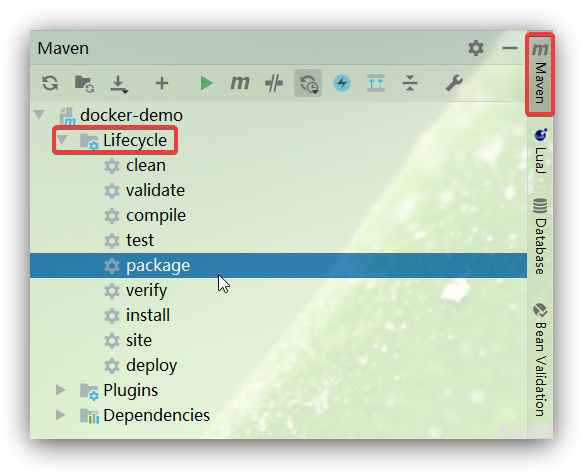 Maven
docker-demo
Lifecycle
clean
validate
compile
test
package
verify
install
site
deploy
Plugins
Dependencies
m Maven
LuaJ
Database
Bean Validation